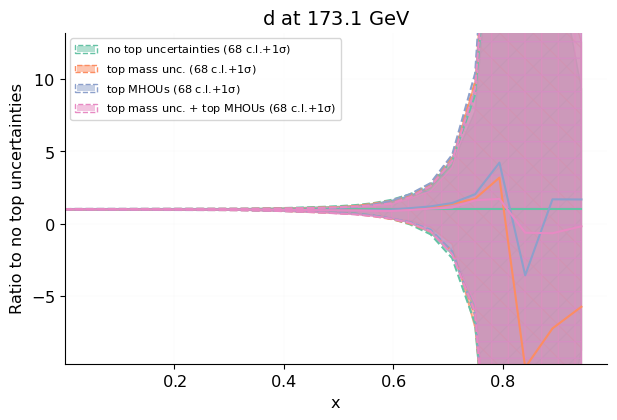 d at 173.1 GeV
no top uncertainties (68 c.l.+1σ)
top mass unc. (68 c.l.+1σ)
top MHOUs (68 c.l.+1σ)
top mass unc. + top MHOUs (68 c.l.+1σ)
Ratio to no top uncertainties
10
5
0
−5
0.2
0.4
0.6
0.8
x